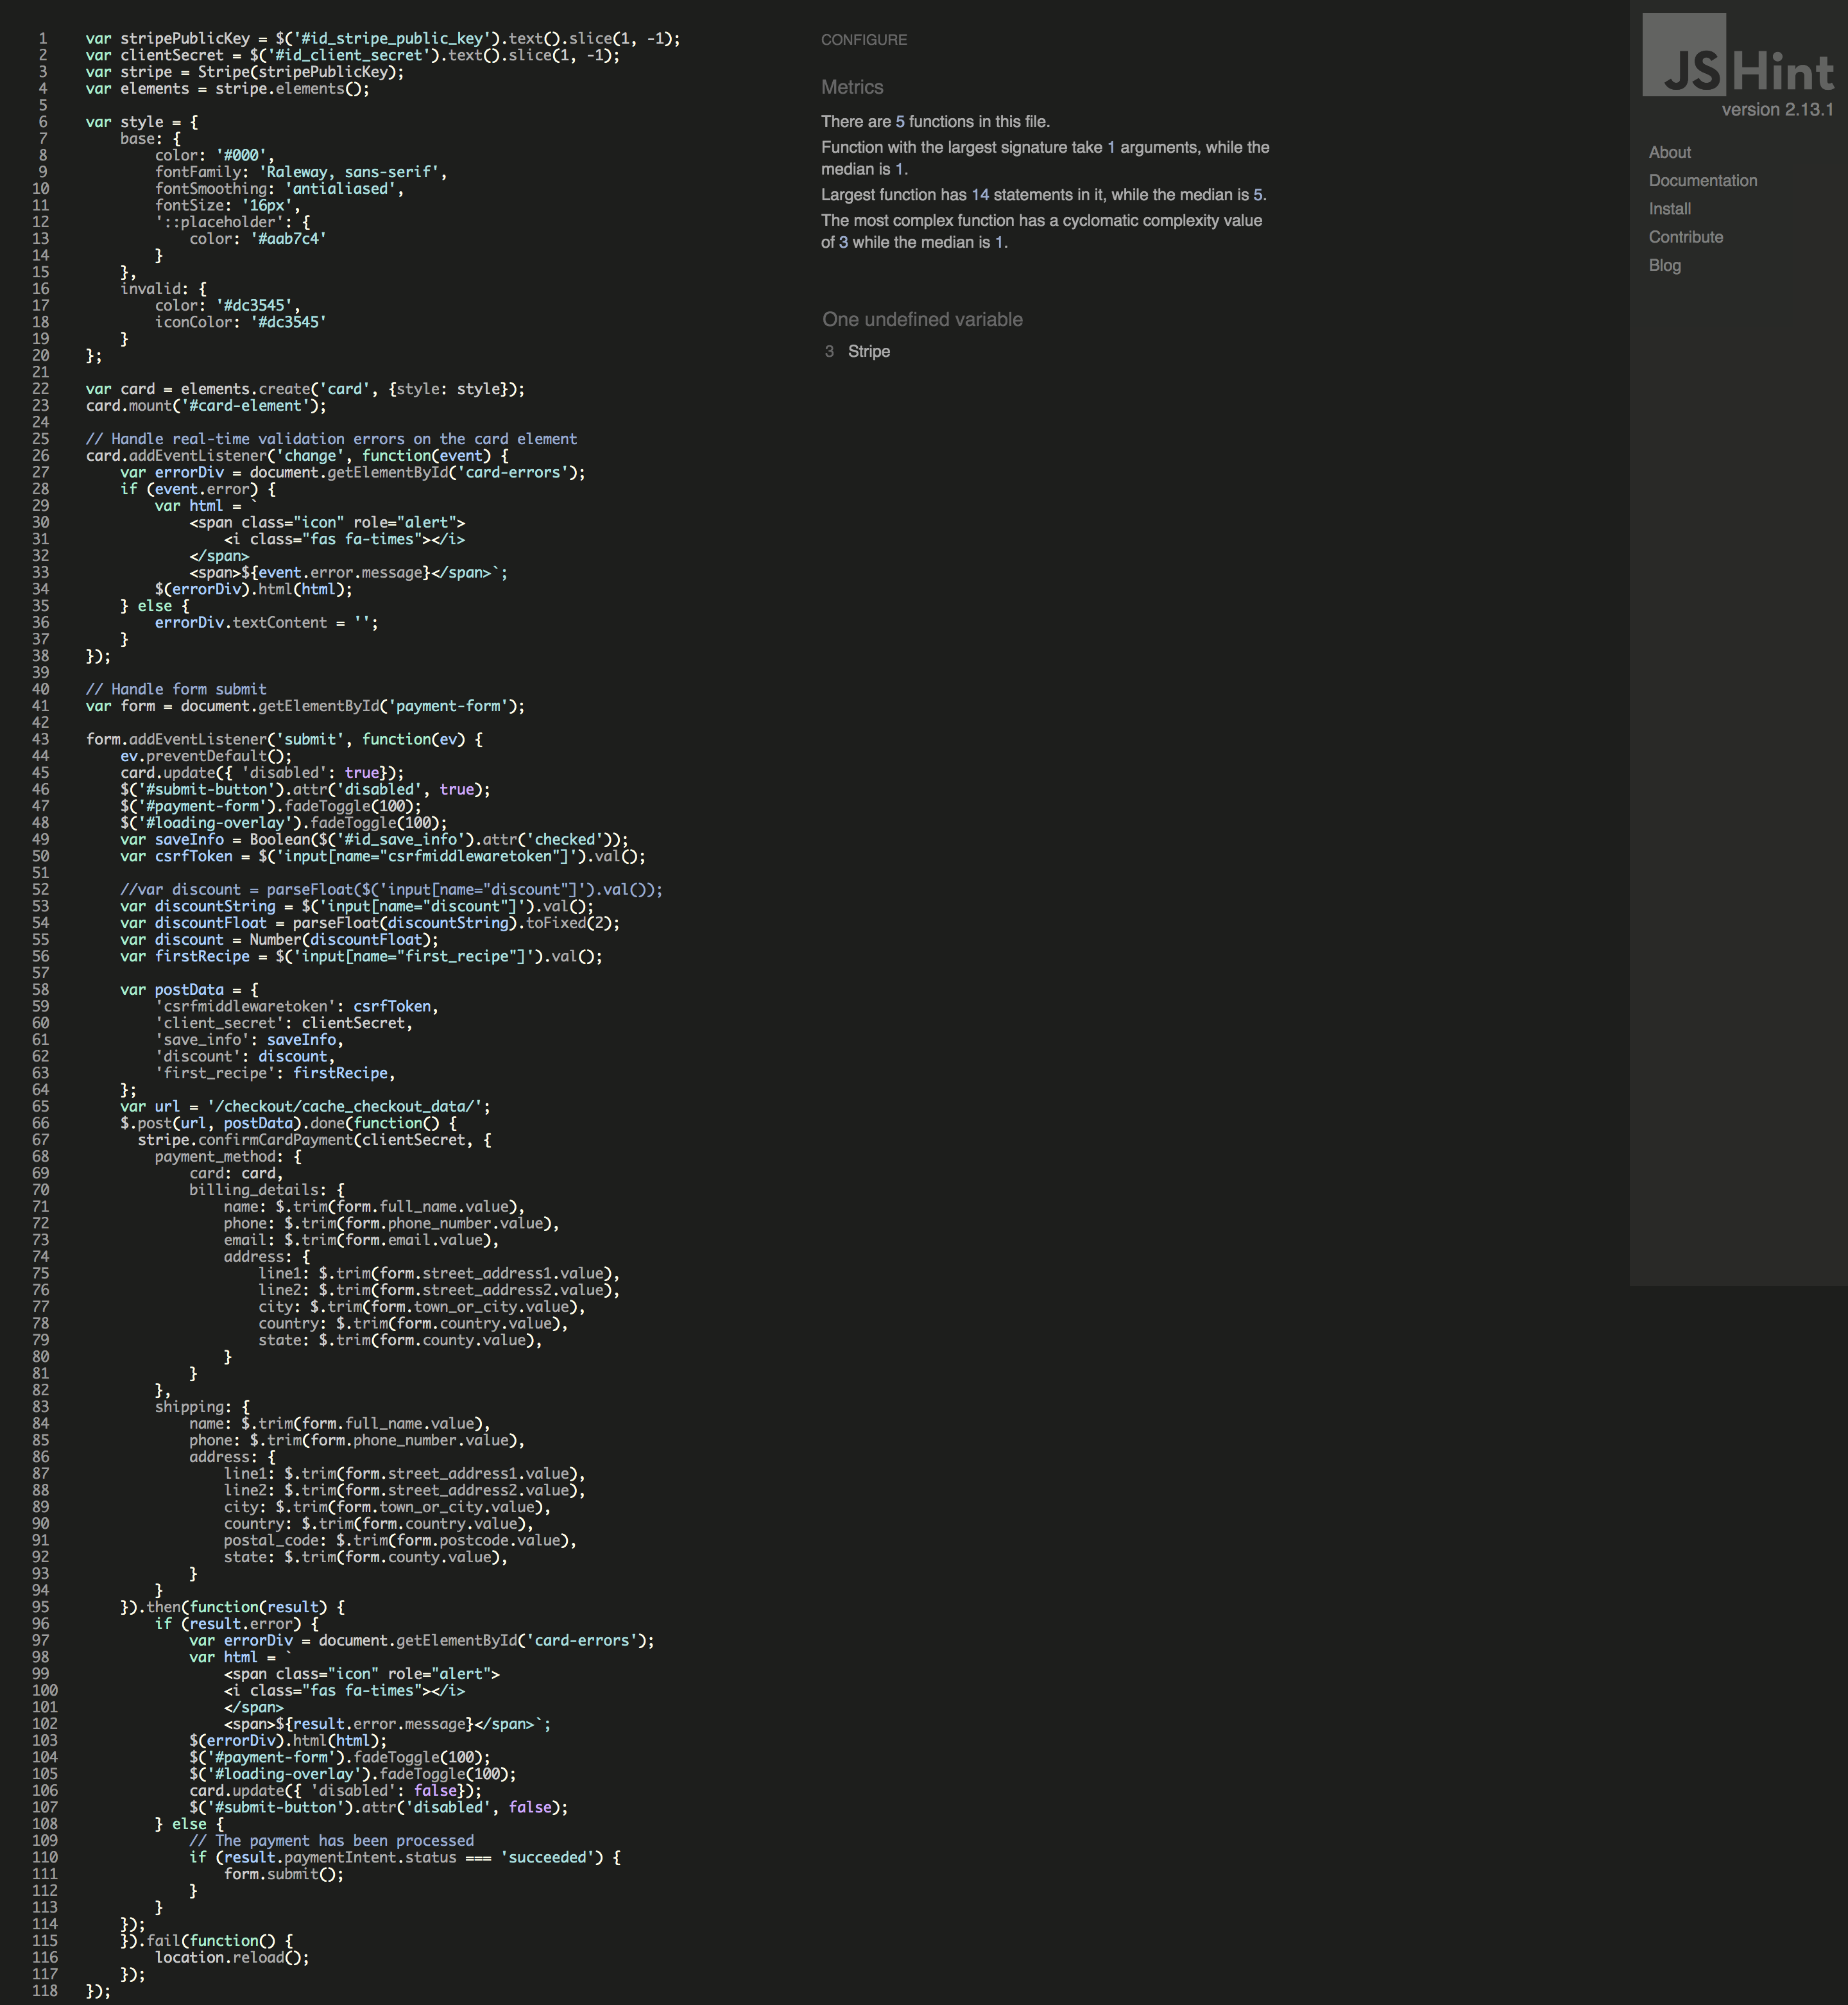 1 var stripePublicKey = $('#id_stripe_public_key').text().slice(1, -1);
2 var clientSecret = $('#id_client_secret').text().slice(1, -1);
3 var stripe = Stripe(stripePublicKey);
4 var elements = stripe.elements();
5
6 var style = {
7     base: {
8         color: '#000',
9         fontFamily: 'Raleway, sans-serif',
10         fontSmoothing: 'antialiased',
11         fontSize: '16px',
12         '::placeholder': {
13             color: '#aab7c4'
14         }
15     },
16     invalid: {
17         color: '#dc3545',
18         iconColor: '#dc3545'
19     }
20 };
21
22 var card = elements.create('card', {style: style});
23 card.mount('#card-element');
24
25 // Handle real-time validation errors on the card element
26 card.addEventListener('change', function(event) {
27     var errorDiv = document.getElementById('card-errors');
28     if (event.error) {
29         var html = `
30             <span class="icon" role="alert">
31                 <i class="fas fa-times"></i>
32             </span>
33             <span>${event.error.message}</span>`;
34         $(errorDiv).html(html);
35     } else {
36         errorDiv.textContent = '';
37     }
38 });
39
40 // Handle form submit
41 var form = document.getElementById('payment-form');
42
43 form.addEventListener('submit', function(ev) {
44     ev.preventDefault();
45     card.update({ 'disabled': true});
46     $('#submit-button').attr('disabled', true);
47     $('#payment-form').fadeToggle(100);
48     $('#loading-overlay').fadeToggle(100);
49     var saveInfo = Boolean($('#id_save_info').attr('checked'));
50     var csrfToken = $('input[name="csrfmiddlewaretoken"]').val();
51
52     //var discount = parseFloat($('input[name="discount"]').val());
53     var discountString = $('input[name="discount"]').val();
54     var discountFloat = parseFloat(discountString).toFixed(2);
55     var discount = Number(discountFloat);
56     var firstRecipe = $('input[name="first_recipe"]').val();
57
58     var postData = {
59         'csrfmiddlewaretoken': csrfToken,
60         'client_secret': clientSecret,
61         'save_info': saveInfo,
62         'discount': discount,
63         'first_recipe': firstRecipe,
64     };
65     var url = '/checkout/cache_checkout_data/';
66     $.post(url, postData).done(function() {
67       stripe.confirmCardPayment(clientSecret, {
68         payment_method: {
69             card: card,
70             billing_details: {
71                 name: $.trim(form.full_name.value),
72                 phone: $.trim(form.phone_number.value),
73                 email: $.trim(form.email.value),
74                 address: {
75                     line1: $.trim(form.street_address1.value),
76                     line2: $.trim(form.street_address2.value),
77                     city: $.trim(form.town_or_city.value),
78                     country: $.trim(form.country.value),
79                     state: $.trim(form.county.value),
80                 }
81             }
82         },
83         shipping: {
84             name: $.trim(form.full_name.value),
85             phone: $.trim(form.phone_number.value),
86             address: {
87                 line1: $.trim(form.street_address1.value),
88                 line2: $.trim(form.street_address2.value),
89                 city: $.trim(form.town_or_city.value),
90                 country: $.trim(form.country.value),
91                 postal_code: $.trim(form.postcode.value),
92                 state: $.trim(form.county.value),
93             }
94         }
95     }).then(function(result) {
96         if (result.error) {
97             var errorDiv = document.getElementById('card-errors');
98             var html = `
99                 <span class="icon" role="alert">
100                 <i class="fas fa-times"></i>
101                 </span>
102                 <span>${result.error.message}</span>`;
103             $(errorDiv).html(html);
104             $('#payment-form').fadeToggle(100);
105             $('#loading-overlay').fadeToggle(100);
106             card.update({ 'disabled': false});
107             $('#submit-button').attr('disabled', false);
108         } else {
109             // The payment has been processed
110             if (result.paymentIntent.status === 'succeeded') {
111                 form.submit();
112             }
113         }
114     });
115     }).fail(function() {
116         location.reload();
117     });
118 });
CONFIGURE
Metrics
There are 5 functions in this file.
Function with the largest signature take 1 arguments, while the
median is 1.
Largest function has 14 statements in it, while the median is 5.
The most complex function has a cyclomatic complexity value
of 3 while the median is 1.
One undefined variable
3 Stripe
JSHint
version 2.13.1
About
Documentation
Install
Contribute
Blog